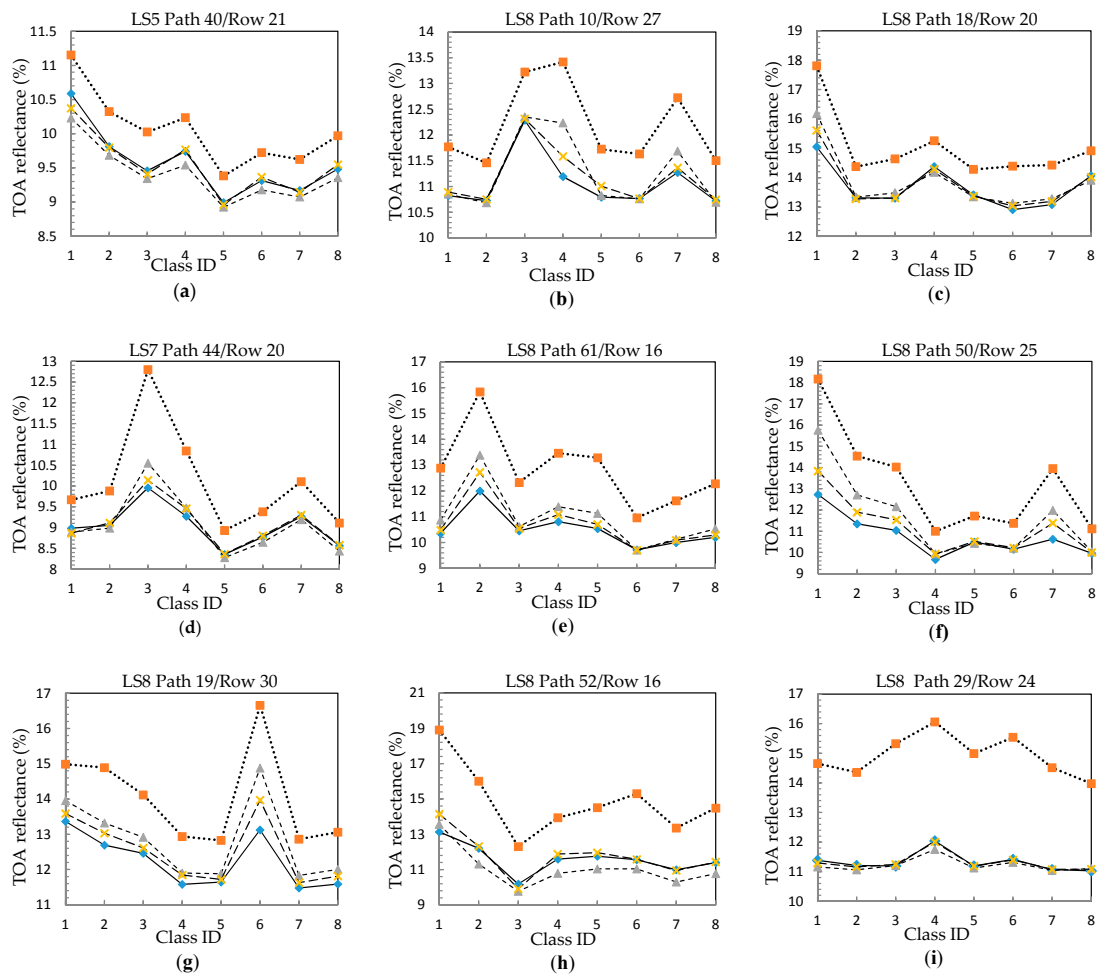 LS5 Path 40/Row 21
LS8 Path 10/Row 27
LS8 Path 18/Row 20
TOA reflectance (%)
11.5
11
10.5
10
9.5
9
8.5
1 2 3 4 5 6 7 8
Class ID
(a)
TOA reflectance (%)
14
13.5
13
12.5
12
11.5
11
10.5
10
1 2 3 4 5 6 7 8
Class ID
(b)
TOA reflectance (%)
19
18
17
16
15
14
13
12
1 2 3 4 5 6 7 8
Class ID
(c)
LS7 Path 44/Row 20
LS8 Path 61/Row 16
LS8 Path 50/Row 25
TOA reflectance (%)
13
12.5
12
11.5
11
10.5
10
9.5
9
8.5
8
1 2 3 4 5 6 7 8
Class ID
(d)
TOA reflectance (%)
17
16
15
14
13
12
11
10
9
1 2 3 4 5 6 7 8
Class ID
(e)
TOA reflectance (%)
19
18
17
16
15
14
13
12
11
10
9
1 2 3 4 5 6 7 8
Class ID
(f)
LS8 Path 19/Row 30
LS8 Path 52/Row 16
LS8 Path 29/Row 24
TOA reflectance (%)
17
16
15
14
13
12
11
1 2 3 4 5 6 7 8
Class ID
(g)
TOA reflectance (%)
21
19
17
15
13
11
9
1 2 3 4 5 6 7 8
Class ID
(h)
TOA reflectance (%)
17
16
15
14
13
12
11
10
1 2 3 4 5 6 7 8
Class ID
(i)